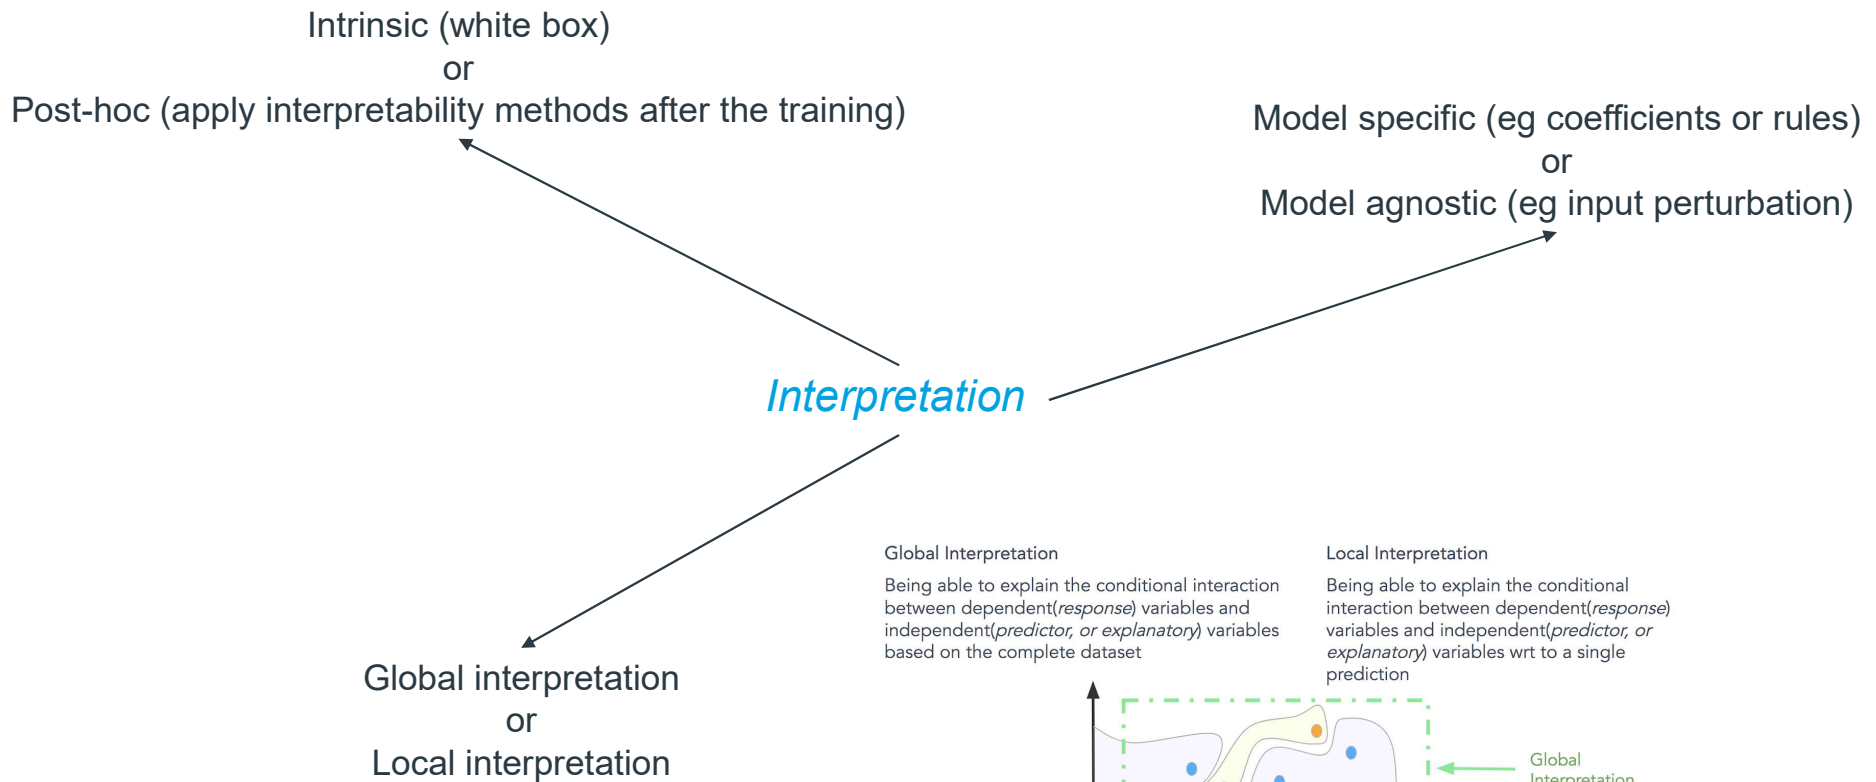 Intrinsic (white box)
or
Post-hoc (apply interpretability methods after the training)
Model specific (eg coefficients or rules)
or
Model agnostic (eg input perturbation)
Interpretation
Global interpretation
or
Local interpretation
Global Interpretation
Being able to explain the conditional interaction
between dependent(response) variables and
independent(predictor, or explanatory) variables
based on the complete dataset
Local Interpretation
Being able to explain the conditional
interaction between dependent(response)
variables and independent(predictor, or
explanatory) variables wrt to a single
prediction
Global
Interpretation